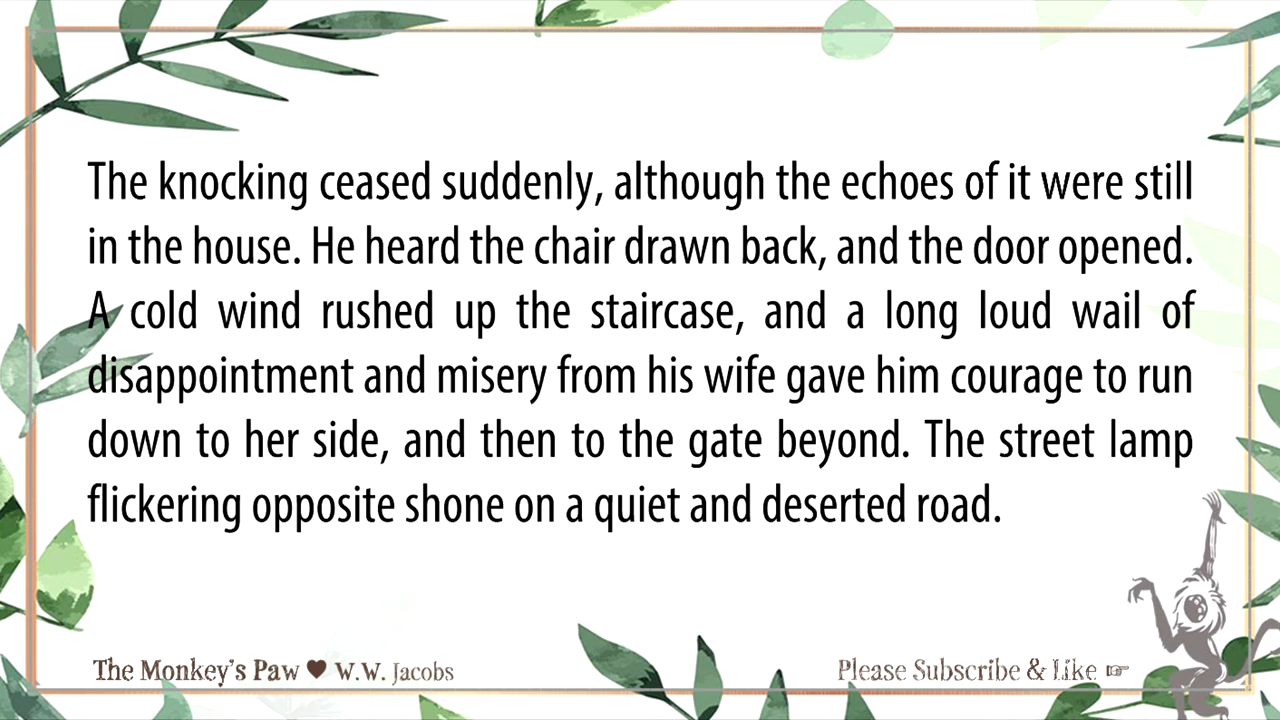 The knocking ceased suddenly, although the echoes of it were still
in the house. He heard the chair drawn back, and the door opened.
A cold wind rushed up the staircase, and a long loud wail of
disappointment and misery from his wife gave him courage to run
down to her side, and then to the gate beyond. The street lamp
flickering opposite shone on a quiet and deserted road.
The Monkey's Paw ♥ W.W. Jacobs
Please Subscribe & Like ☞